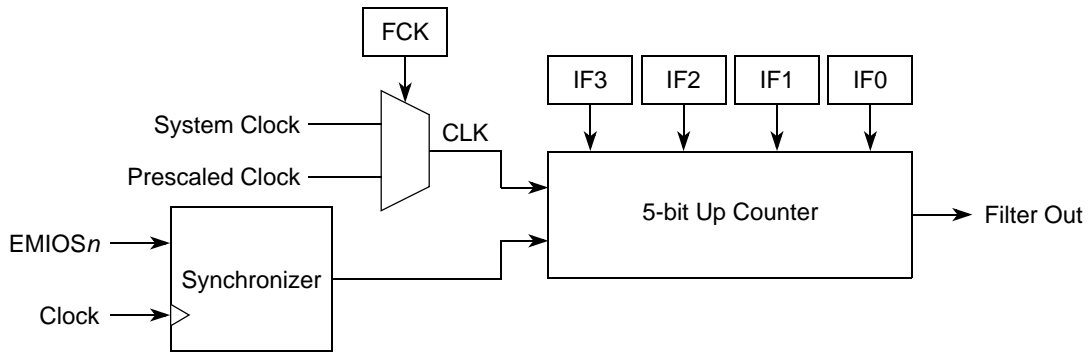 FCK
IF3 IF2 IF1 IF0
System Clock
CLK
Prescaled Clock
5-bit Up Counter
Filter Out
EMIOSn
Synchronizer
Clock